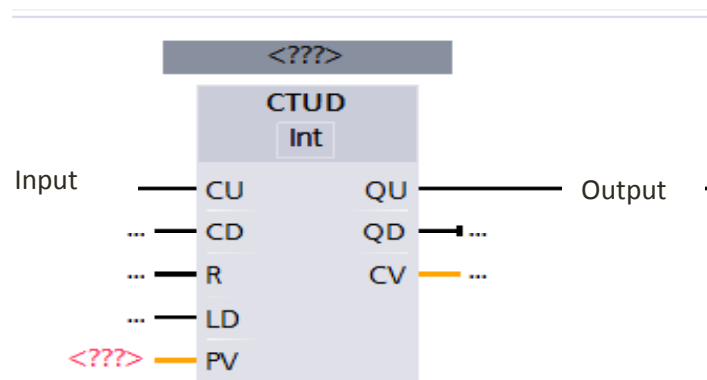 <???>
CTUD
Int
Input CU QU Output
... CD QD ...
... R CV ...
... LD
<???> PV